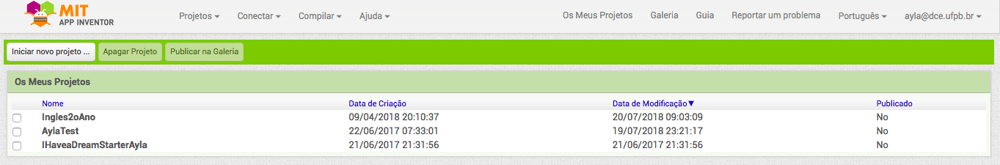 MIT
APP INVENTOR
Projetos Conectar Compilar Ajuda Os Meus Projetos Galeria Guia Reportar um problema Português ayla@dce.ufpb.br
Iniciar novo projeto ... Apagar Projeto Publicar na Galeria
Os Meus Projetos
Nome Data de Criação Data de Modificação Publicado
Ingles2oAno 09/04/2018 20:10:37 20/07/2018 09:03:09 No
AylaTest 22/06/2017 07:33:01 19/07/2018 23:21:17 No
IHaveaDreamStarterAyla 21/06/2017 21:31:56 21/06/2017 21:31:56 No